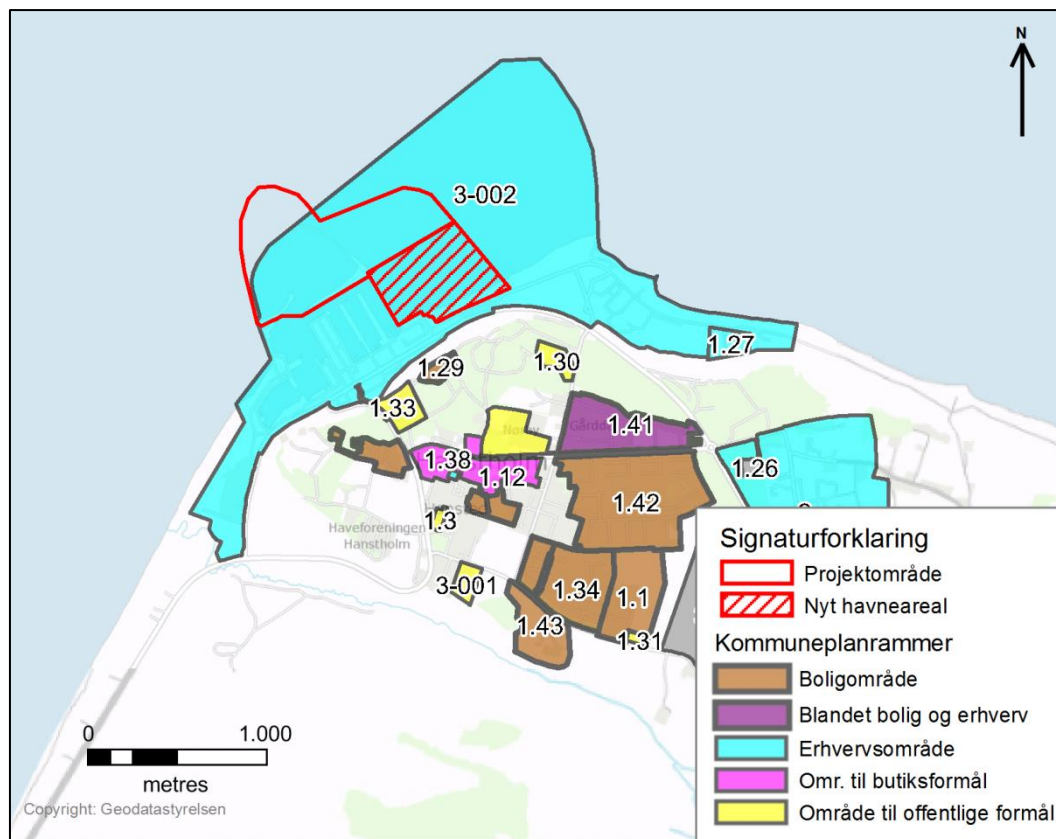 N
3-002
1.27
1.29
1.30
1.33
1.41
1.38
1.26
1.12
1.42
1.3
Haveforeningen
Hanstholm
3-001
1.34
1.1
1.43
1.31
Signaturforklaring
Projektområde
Nyt havneareal
Kommuneplanrammer
Boligområde
Blandet bolig og erhverv
Erhvervsområde
Omr. til butiksformål
Område til offentlige formål
0
1.000
metres
Copyright: Geodatastyrelsen